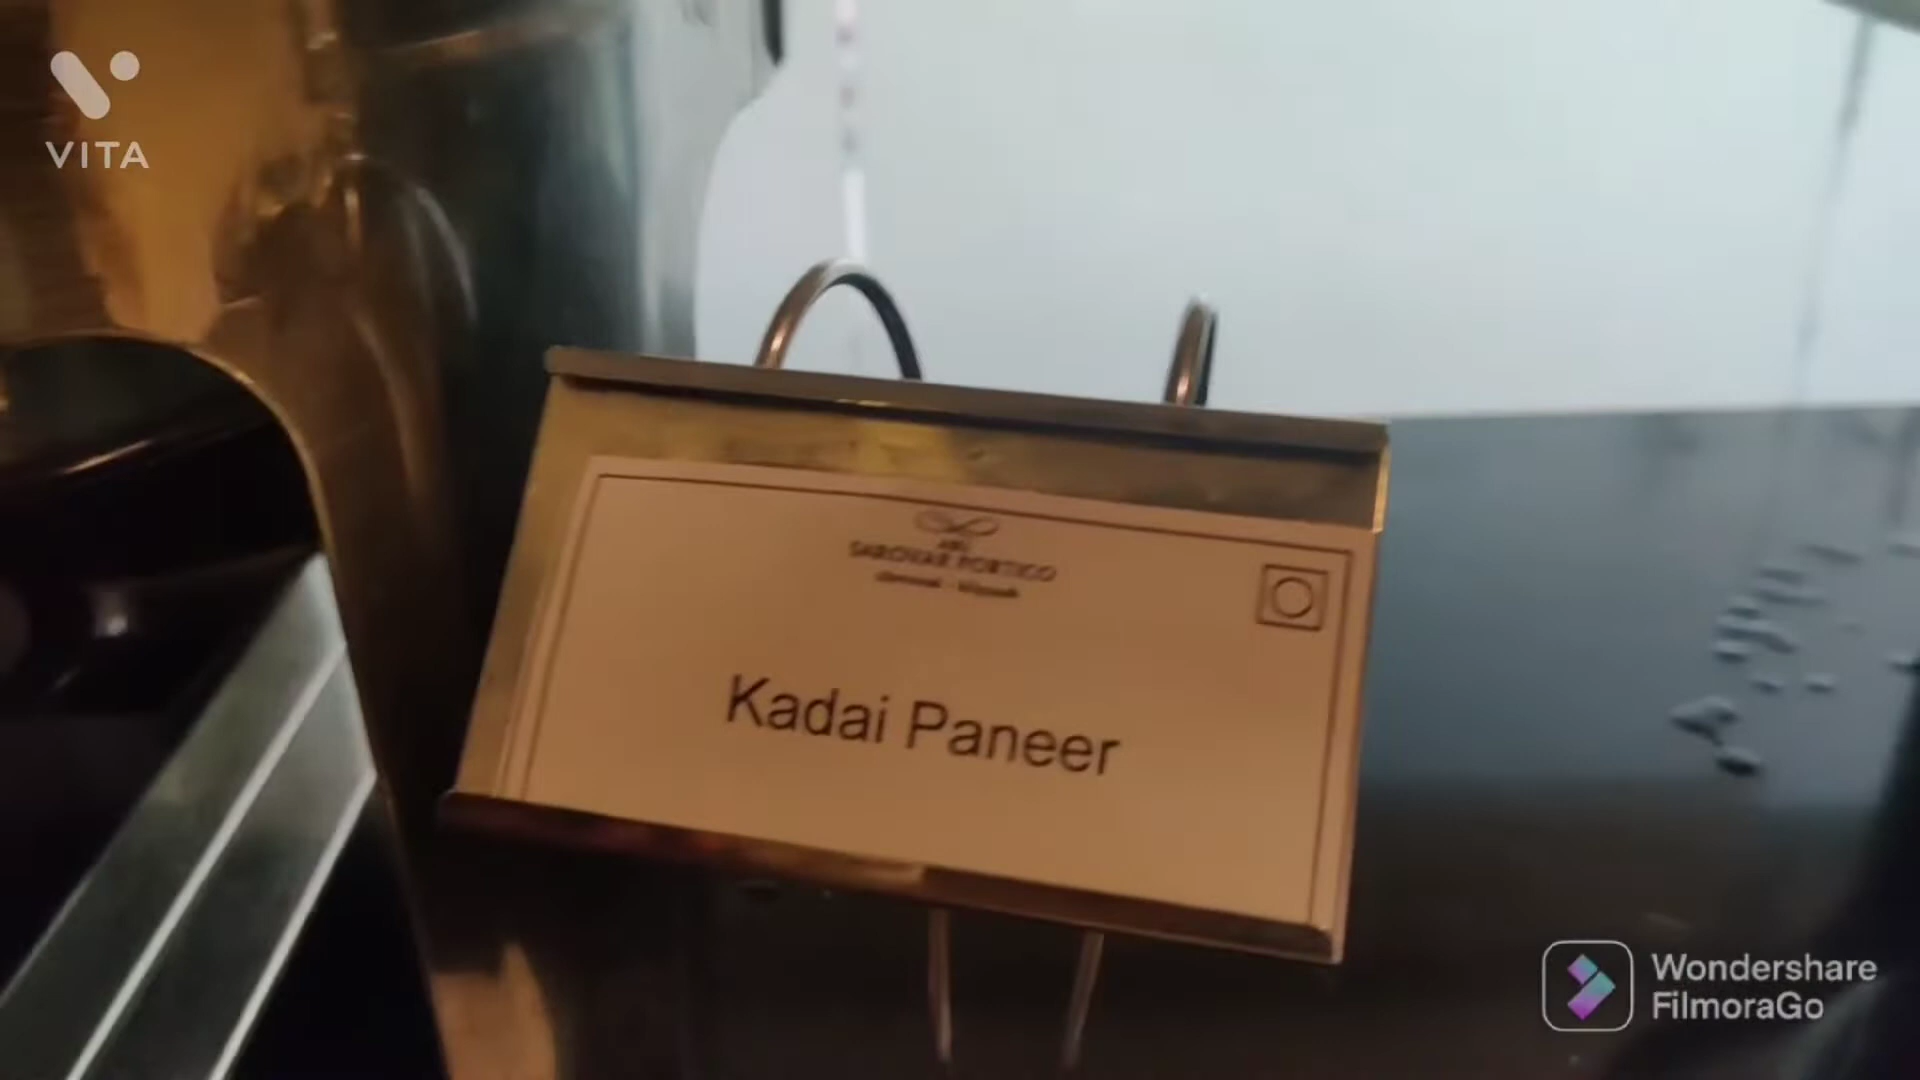 VITA
SAROVAR PORTICO
Kadai Paneer
Wondershare
FilmoraGo